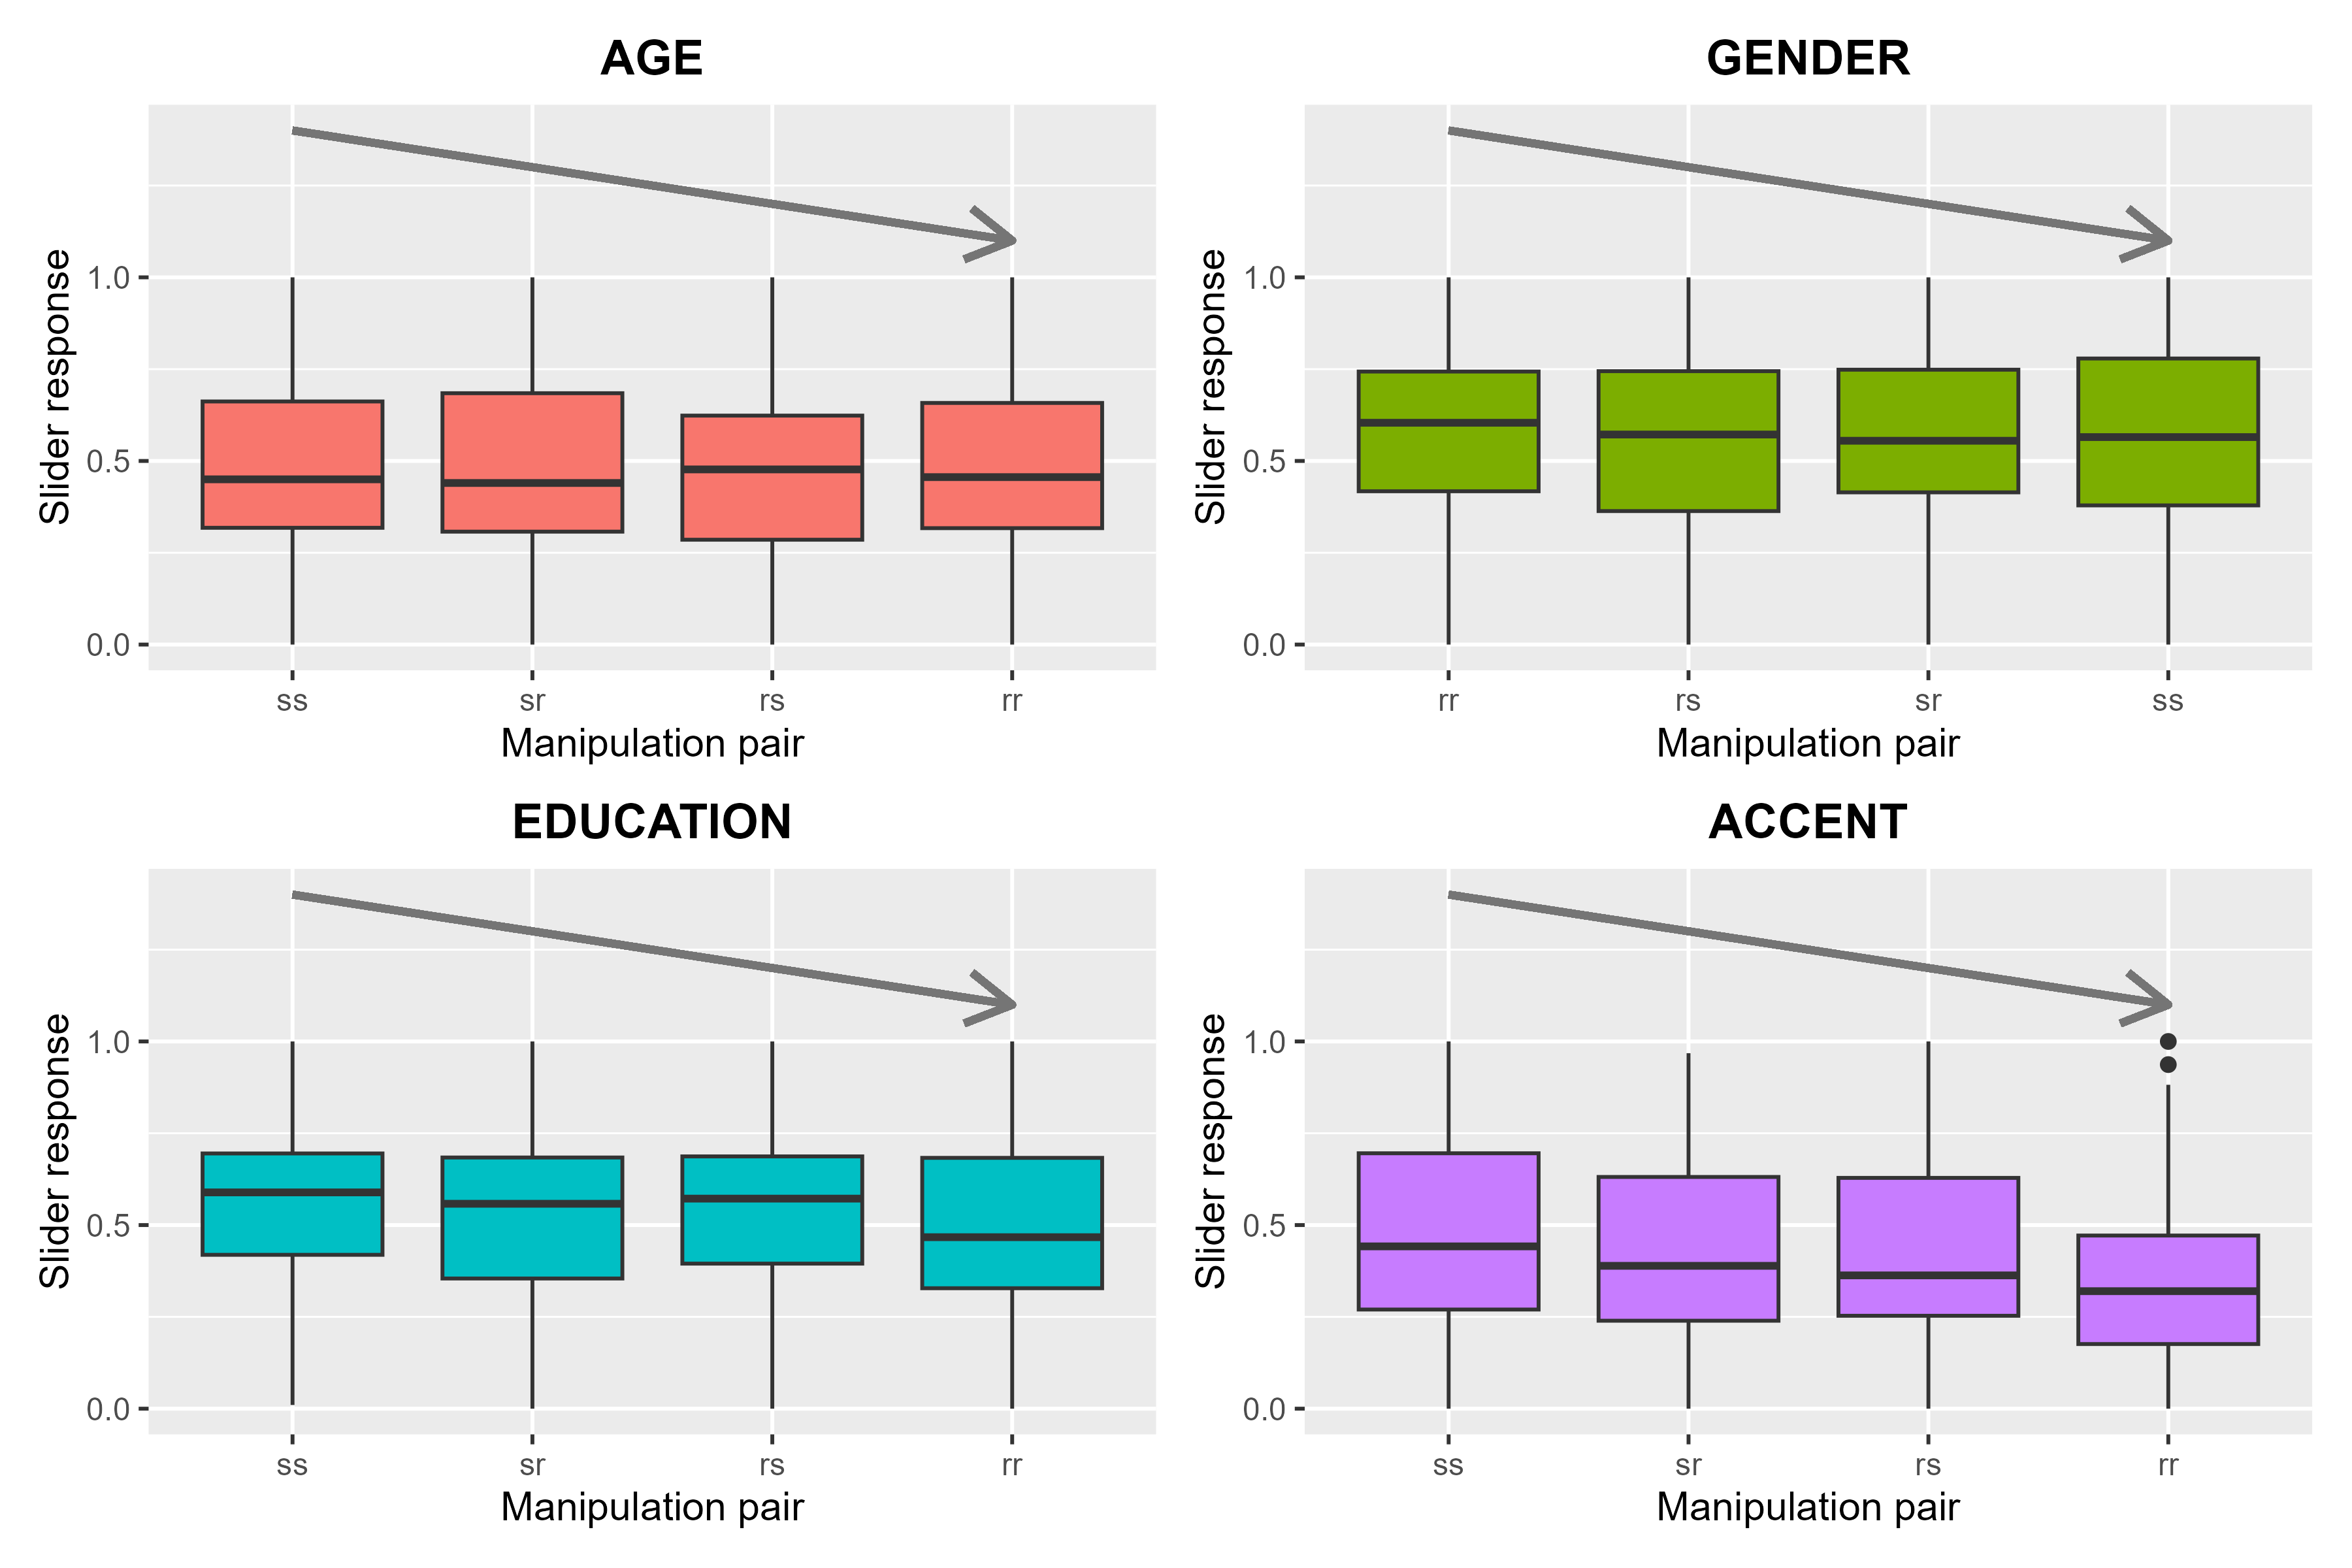 AGE
Slider response
1.0
0.5
0.0
ss sr rs rr
Manipulation pair
GENDER
Slider response
1.0
0.5
0.0
rr rs sr ss
Manipulation pair
EDUCATION
Slider response
1.0
0.5
0.0
ss sr rs rr
Manipulation pair
ACCENT
Slider response
1.0
0.5
0.0
ss sr rs rr
Manipulation pair